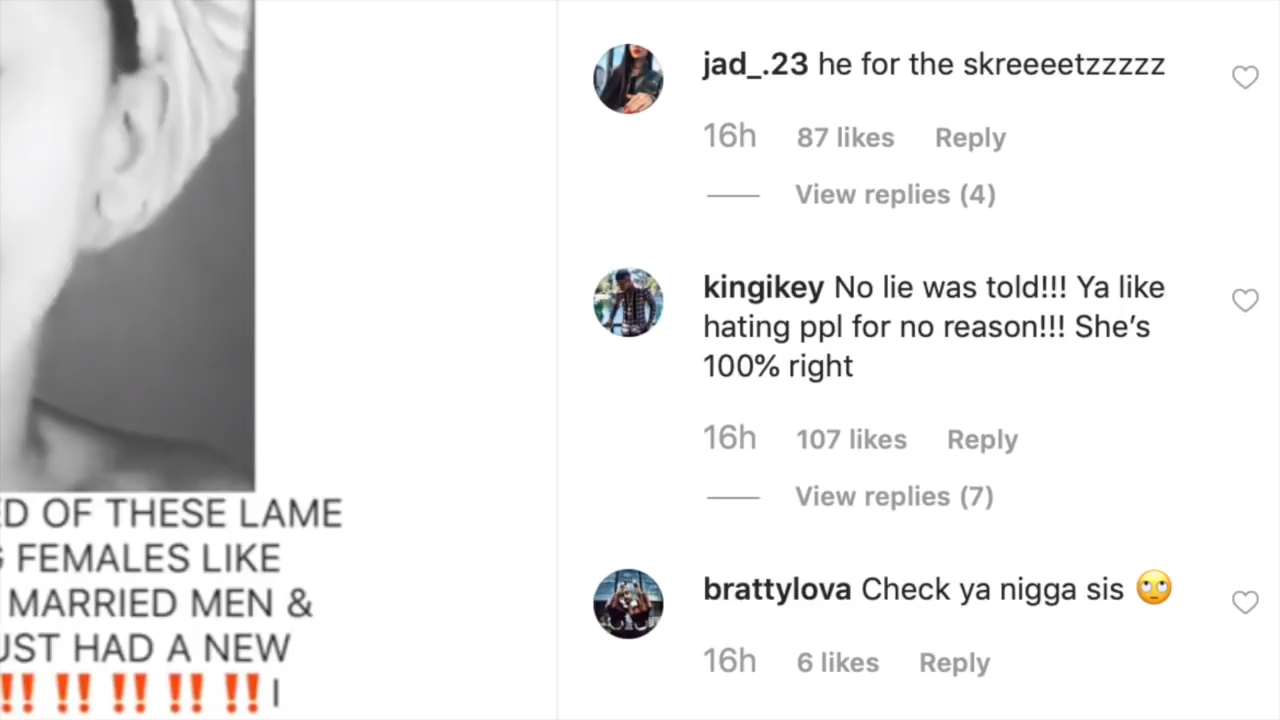 ED OF THESE LAME
FEMALES LIKE
MARRIED MEN &
UST HAD A NEW
‼️ ‼️ ‼️ ‼️ ‼️ I
jad_.23 he for the skreeeetzzzzz
16h 87 likes Reply
View replies (4)
kingikey No lie was told!!! Ya like
hating ppl for no reason!!! She’s
100% right
16h 107 likes Reply
View replies (7)
brattylova Check ya nigga sis 🙄
16h 6 likes Reply